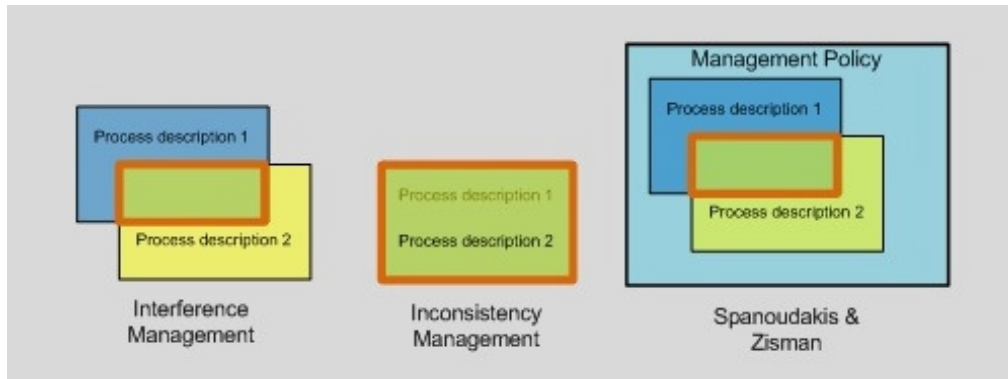 Process description 1
Process description 2
Interference
Management
Process description 1
Process description 2
Inconsistency
Management
Management Policy
Process description 1
Process description 2
Spanoudakis &
Zisman